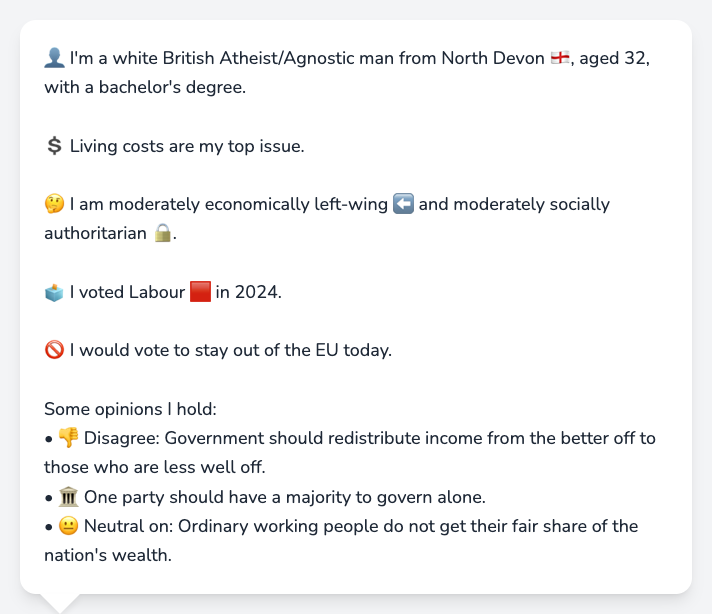 👤 I'm a white British Atheist/Agnostic man from North Devon 🏴󠁧󠁢󠁥󠁮󠁧󠁿, aged 32,
with a bachelor's degree.
💲 Living costs are my top issue.
🤔 I am moderately economically left-wing ⬅️ and moderately socially
authoritarian 🔒.
🗳️ I voted Labour 🟥 in 2024.
🚫 I would vote to stay out of the EU today.
Some opinions I hold:
• 👎 Disagree: Government should redistribute income from the better off to
those who are less well off.
• 🏛️ One party should have a majority to govern alone.
• 😐 Neutral on: Ordinary working people do not get their fair share of the
nation's wealth.